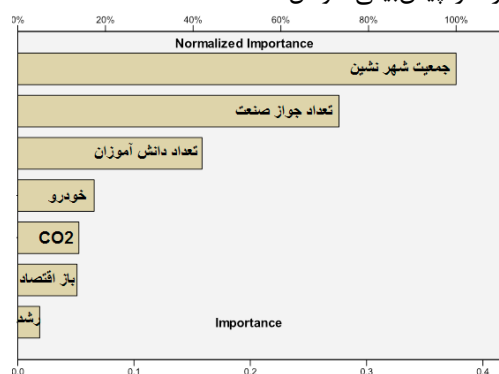 0% 20% 40% 60% 80% 100%
Normalized Importance
جمعیت شهر نشین
تعداد جواز صنعت
تعداد دانش آموزان
خودرو
CO2
باز اقتصاد
رشد
Importance
0.0 0.1 0.2 0.3 0.4